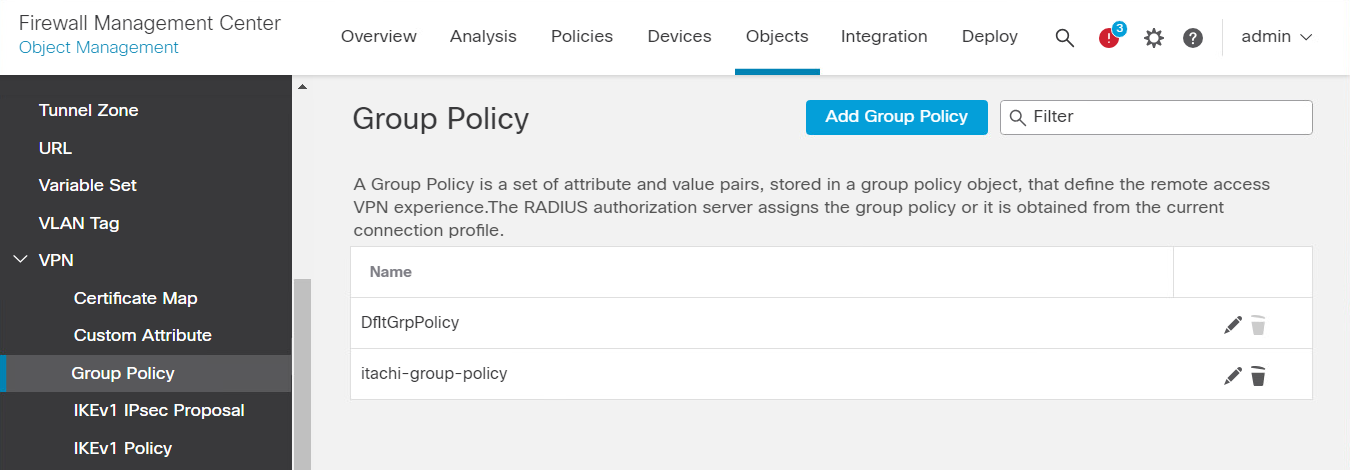 Firewall Management Center
Object Management
Overview
Analysis
Policies
Devices
Objects
Integration
Deploy
3
admin
Tunnel Zone
URL
Variable Set
VLAN Tag
VPN
Certificate Map
Custom Attribute
Group Policy
IKEv1 IPsec Proposal
IKEv1 Policy
Group Policy
Add Group Policy
Filter
A Group Policy is a set of attribute and value pairs, stored in a group policy object, that define the remote access
VPN experience.The RADIUS authorization server assigns the group policy or it is obtained from the current
connection profile.
Name
DfltGrpPolicy
itachi-group-policy